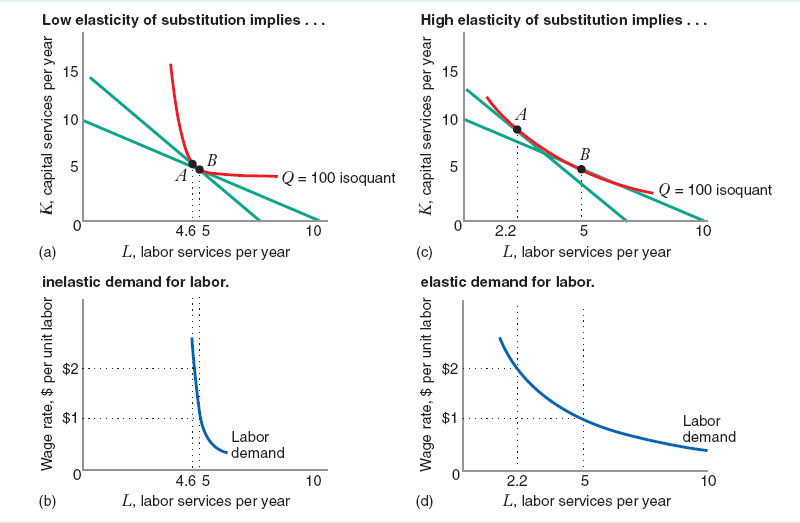 Low elasticity of substitution implies . . .
K, capital services per year
15
10
5
0
A
B
Q = 100 isoquant
4.6 5
10
(a)
L, labor services per year
High elasticity of substitution implies . . .
K, capital services per year
15
10
5
0
A
B
Q = 100 isoquant
2.2
5
10
(c)
L, labor services per year
inelastic demand for labor.
Wage rate, $ per unit labor
$2
$1
0
Labor
demand
4.6 5
10
(b)
L, labor services per year
elastic demand for labor.
Wage rate, $ per unit labor
$2
$1
0
Labor
demand
2.2
5
10
(d)
L, labor services per year